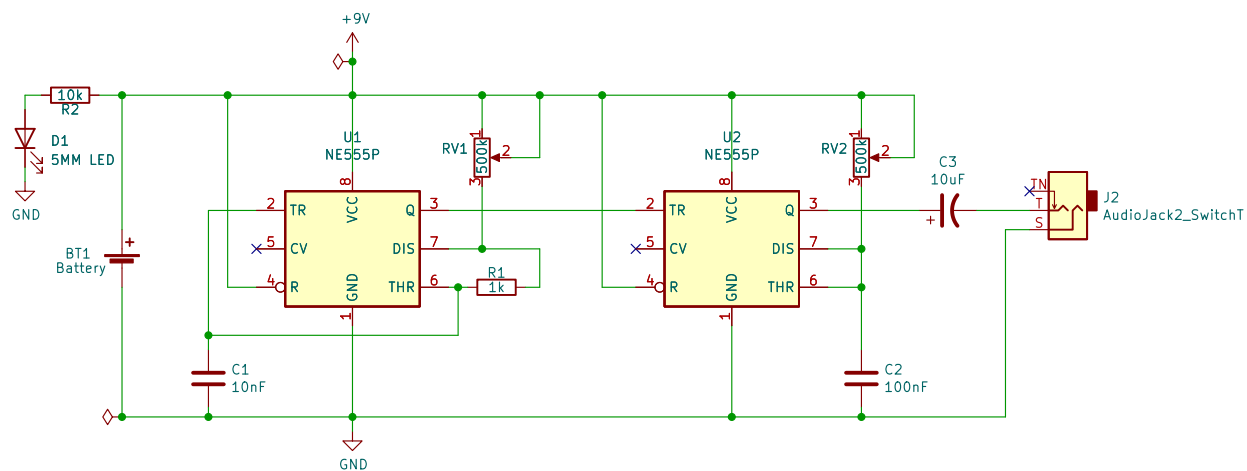 +9V
10k
R2
D1
5MM LED
GND
BT1
Battery
+
U1
NE555P
8
VCC
2
TR
Q
3
5
CV
DIS
7
4
R
THR
6
GND
1
RV1
500k
1
2
3
R1
1k
C1
10nF
GND
U2
NE555P
8
VCC
2
TR
Q
3
5
CV
DIS
7
4
R
THR
6
GND
1
RV2
500k
1
2
3
C2
100nF
C3
10uF
+
TN
T
S
J2
AudioJack2_SwitchT